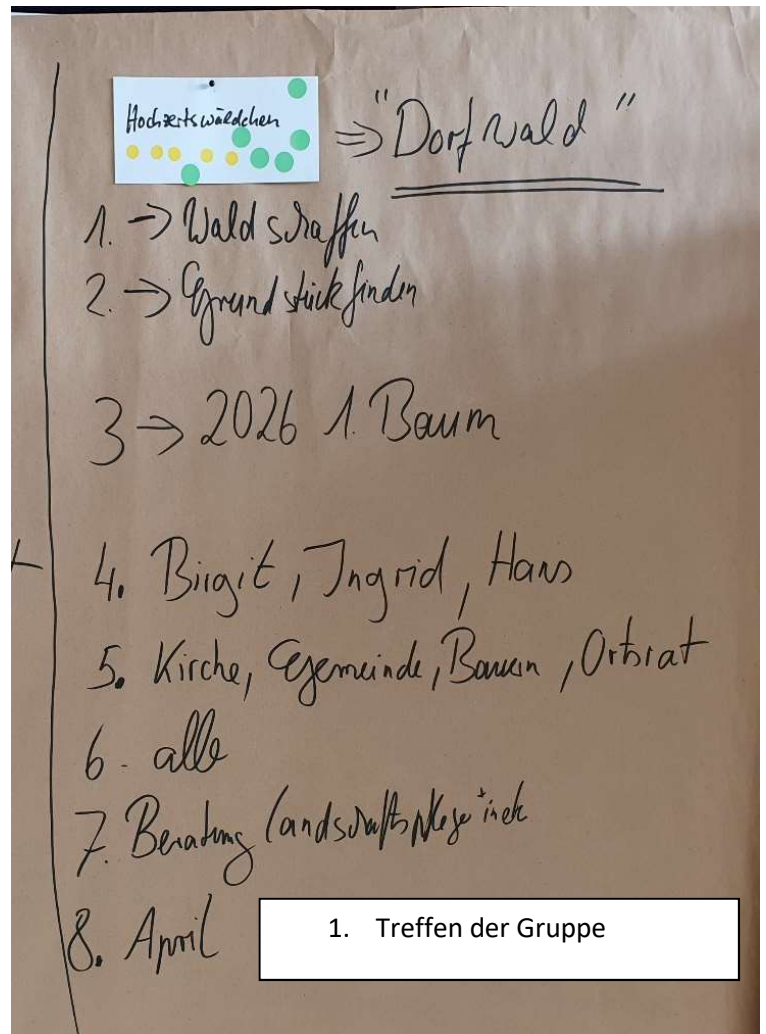 Hochzeitswäldchen => "Dorfwald"
1. -> Wald schaffen
2. -> Grundstück finden
3 -> 2026 1. Baum
4. Birgit, Ingrid, Hans
5. Kirche, Gemeinde, Bauern, Ortsrat
6. alle
7. Beratung Landschaftspflege
8. April
1. Treffen der Gruppe